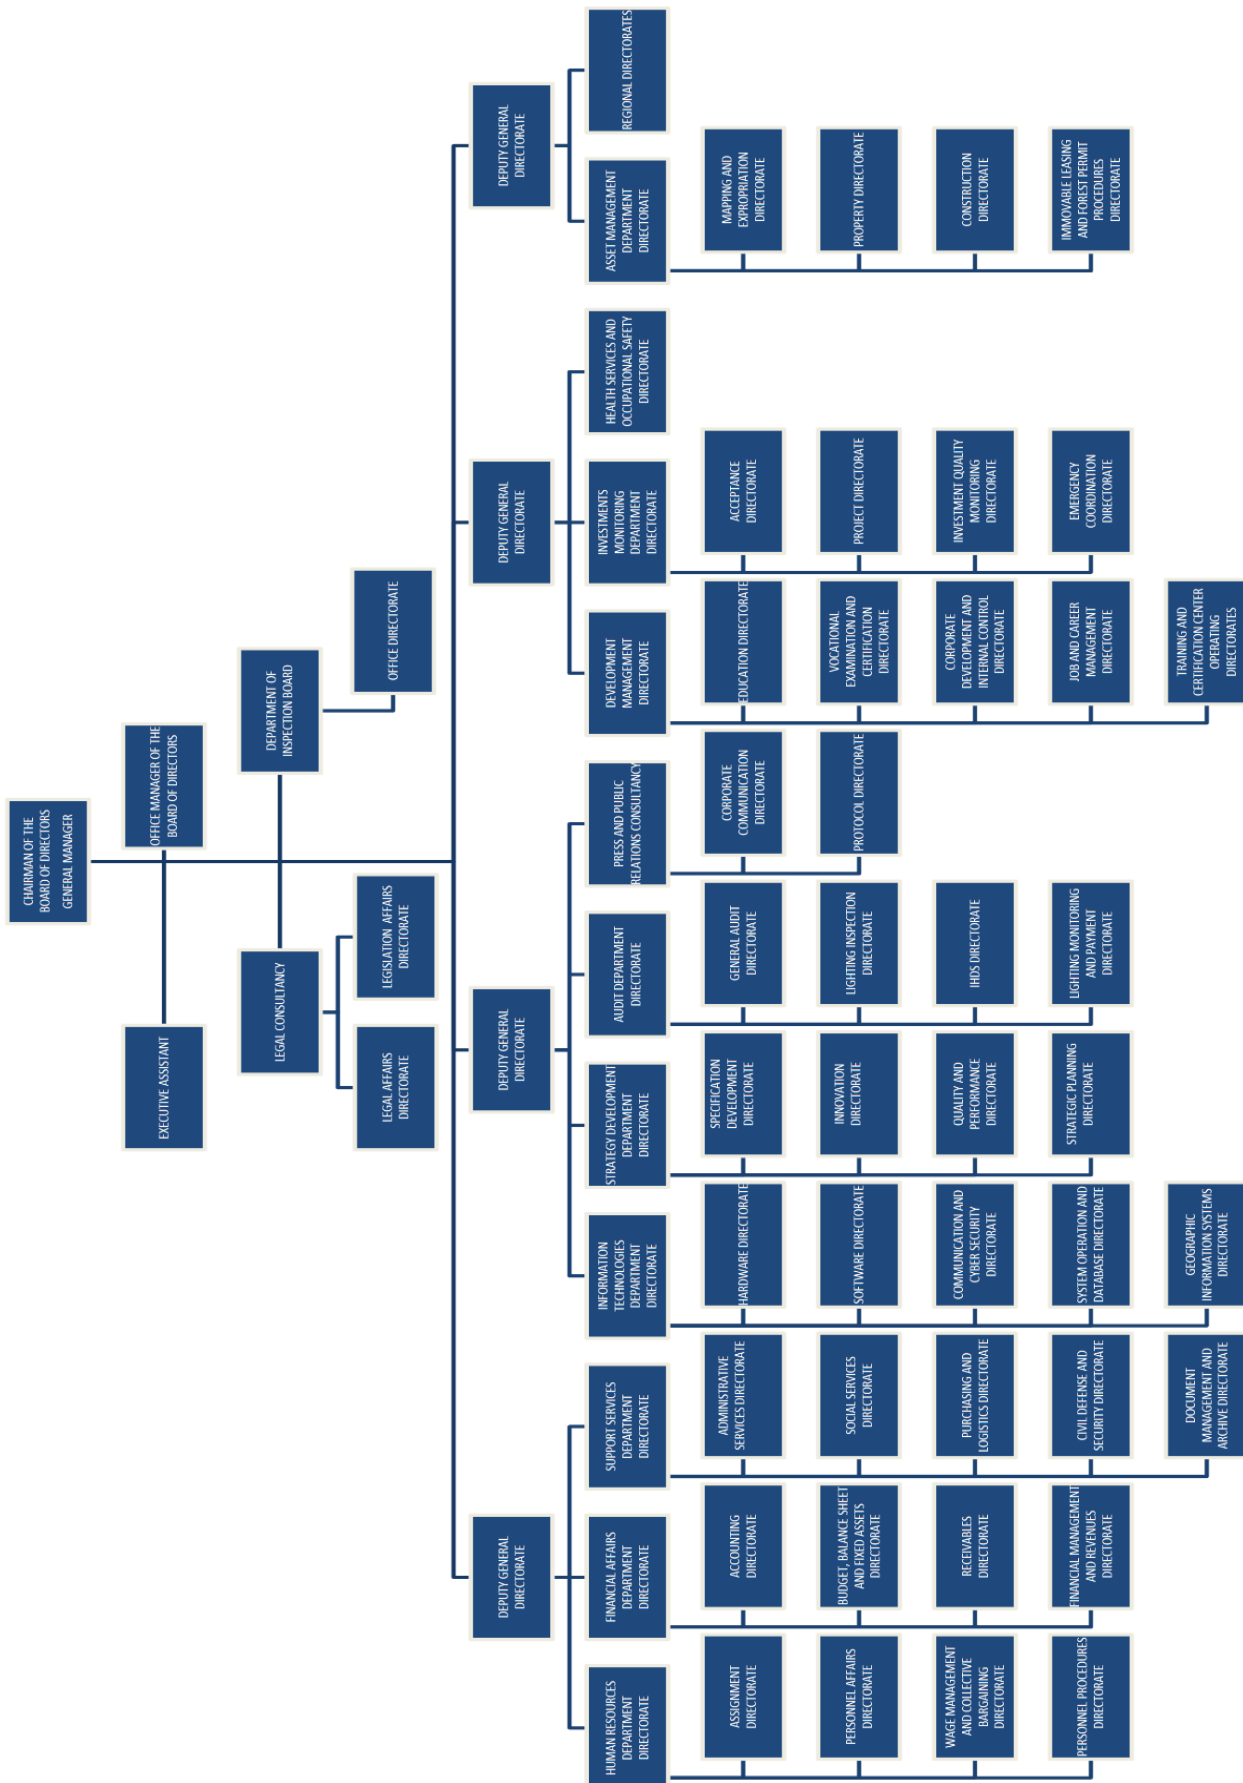 CHAIRMAN OF THE
BOARD OF DIRECTORS
GENERAL MANAGER
EXECUTIVE ASSISTANT
OFFICE MANAGER OF THE
BOARD OF DIRECTORS
LEGAL CONSULTANCY
DEPARTMENT OF
INSPECTION BOARD
LEGAL AFFAIRS
DIRECTORATE
LEGISLATION AFFAIRS
DIRECTORATE
OFFICE DIRECTORATE
DEPUTY GENERAL
DIRECTORATE
DEPUTY GENERAL
DIRECTORATE
DEPUTY GENERAL
DIRECTORATE
DEPUTY GENERAL
DIRECTORATE
HUMAN RESOURCES
DEPARTMENT
DIRECTORATE
FINANCIAL AFFAIRS
DEPARTMENT
DIRECTORATE
SUPPORT SERVICES
DEPARTMENT
DIRECTORATE
INFORMATION
TECHNOLOGIES
DEPARTMENT
DIRECTORATE
STRATEGY DEVELOPMENT
DEPARTMENT
DIRECTORATE
AUDIT DEPARTMENT
DIRECTORATE
PRESS AND PUBLIC
RELATIONS CONSULTANCY
DEVELOPMENT
MANAGEMENT
DIRECTORATE
INVESTMENTS
MONITORING
DEPARTMENT
DIRECTORATE
HEALTH SERVICES AND
OCCUPATIONAL SAFETY
DIRECTORATE
ASSET MANAGEMENT
DEPARTMENT
DIRECTORATE
REGIONAL DIRECTORATES
ASSIGNMENT
DIRECTORATE
ACCOUNTING
DIRECTORATE
ADMINISTRATIVE
SERVICES DIRECTORATE
HARDWARE DIRECTORATE
SPECIFICATION
DEVELOPMENT
DIRECTORATE
GENERAL AUDIT
DIRECTORATE
CORPORATE
COMMUNICATION
DIRECTORATE
EDUCATION DIRECTORATE
ACCEPTANCE
DIRECTORATE
MAPPING AND
EXPROPRIATION
DIRECTORATE
PERSONNEL AFFAIRS
DIRECTORATE
BUDGET, BALANCE SHEET
AND FIXED ASSETS
DIRECTORATE
SOCIAL SERVICES
DIRECTORATE
SOFTWARE DIRECTORATE
INNOVATION
DIRECTORATE
LIGHTING INSPECTION
DIRECTORATE
PROTOCOL DIRECTORATE
VOCATIONAL
EXAMINATION AND
CERTIFICATION
DIRECTORATE
PROJECT DIRECTORATE
PROPERTY DIRECTORATE
WAGE MANAGEMENT
AND COLLECTIVE
BARGAINING
DIRECTORATE
RECEIVABLES
DIRECTORATE
PURCHASING AND
LOGISTICS DIRECTORATE
COMMUNICATION AND
CYBER SECURITY
DIRECTORATE
QUALITY AND
PERFORMANCE
DIRECTORATE
IHDS DIRECTORATE
CORPORATE
DEVELOPMENT AND
INTERNAL CONTROL
DIRECTORATE
INVESTMENT QUALITY
MONITORING
DIRECTORATE
CONSTRUCTION
DIRECTORATE
PERSONNEL PROCEDURES
DIRECTORATE
FINANCIAL MANAGEMENT
AND REVENUES
DIRECTORATE
CIVIL DEFENSE AND
SECURITY DIRECTORATE
SYSTEM OPERATION AND
DATABASE DIRECTORATE
STRATEGIC PLANNING
DIRECTORATE
LIGHTING MONITORING
AND PAYMENT
DIRECTORATE
JOB AND CAREER
MANAGEMENT
DIRECTORATE
EMERGENCY
COORDINATION
DIRECTORATE
IMMOVABLE LEASING
AND FOREST PERMIT
PROCEDURES
DIRECTORATE
DOCUMENT
MANAGEMENT AND
ARCHIVE DIRECTORATE
GEOGRAPHIC
INFORMATION SYSTEMS
DIRECTORATE
TRAINING AND
CERTIFICATION CENTER
OPERATING
DIRECTORATES